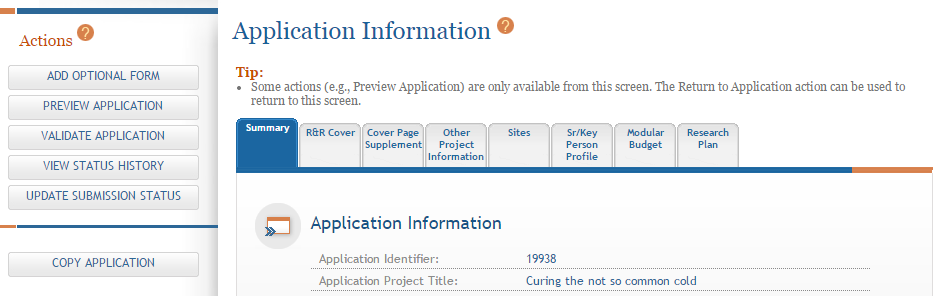 Actions ?
ADD OPTIONAL FORM
PREVIEW APPLICATION
VALIDATE APPLICATION
VIEW STATUS HISTORY
UPDATE SUBMISSION STATUS
COPY APPLICATION
Application Information ?
Tip:
• Some actions (e.g., Preview Application) are only available from this screen. The Return to Application action can be used to
return to this screen.
Summary
R&R Cover
Cover Page
Supplement
Other
Project
Information
Sites
Sr/Key
Person
Profile
Modular
Budget
Research
Plan
Application Information
Application Identifier: 19938
Application Project Title: Curing the not so common cold